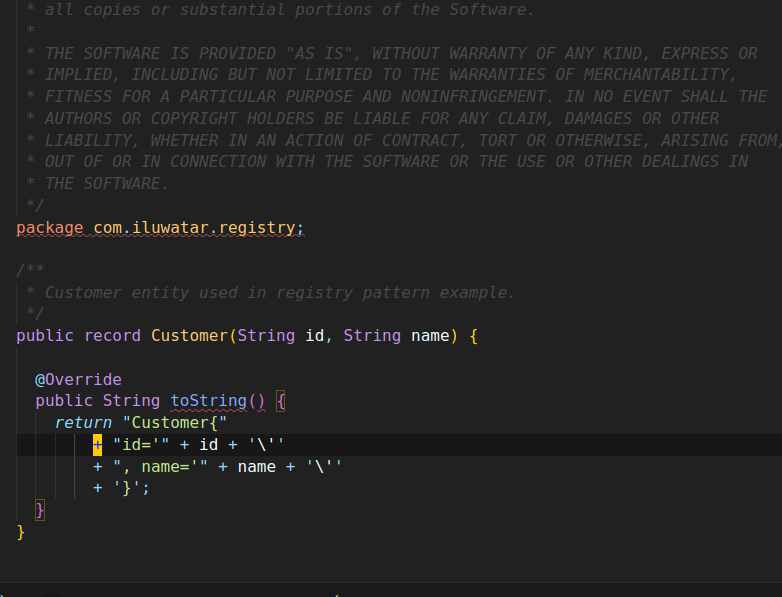 * all copies or substantial portions of the Software.
*
* THE SOFTWARE IS PROVIDED "AS IS", WITHOUT WARRANTY OF ANY KIND, EXPRESS OR
* IMPLIED, INCLUDING BUT NOT LIMITED TO THE WARRANTIES OF MERCHANTABILITY,
* FITNESS FOR A PARTICULAR PURPOSE AND NONINFRINGEMENT. IN NO EVENT SHALL THE
* AUTHORS OR COPYRIGHT HOLDERS BE LIABLE FOR ANY CLAIM, DAMAGES OR OTHER
* LIABILITY, WHETHER IN AN ACTION OF CONTRACT, TORT OR OTHERWISE, ARISING FROM,
* OUT OF OR IN CONNECTION WITH THE SOFTWARE OR THE USE OR OTHER DEALINGS IN
* THE SOFTWARE.
*/
package com.iluwatar.registry;

/**
 * Customer entity used in registry pattern example.
 */
public record Customer(String id, String name) {

  @Override
  public String toString() {
    return "Customer{"
        + "id='" + id + '\''
        + ", name='" + name + '\''
        + '}';
  }
}